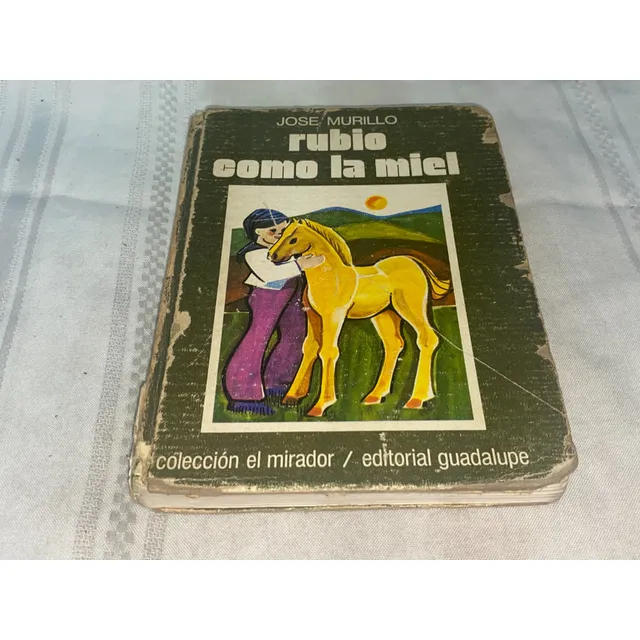 JOSE MURILLO
rubio
como la miel
colección el mirador / editorial guadalupe